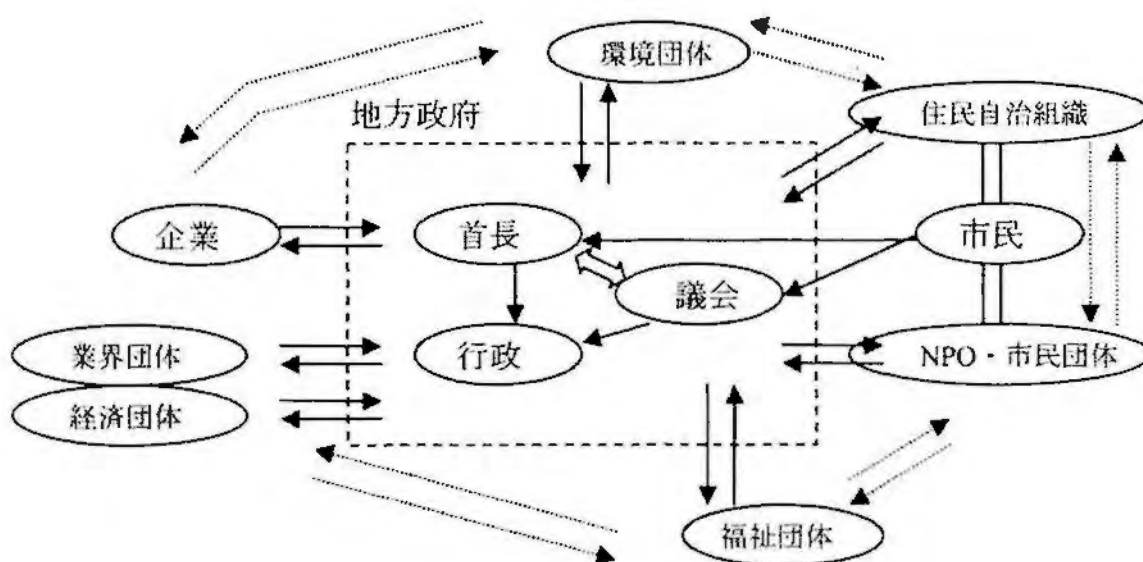 環境団体
地方政府
住民自治組織
企業
首長
市民
議会
業界団体
行政
NPO・市民団体
経済団体
福祉団体